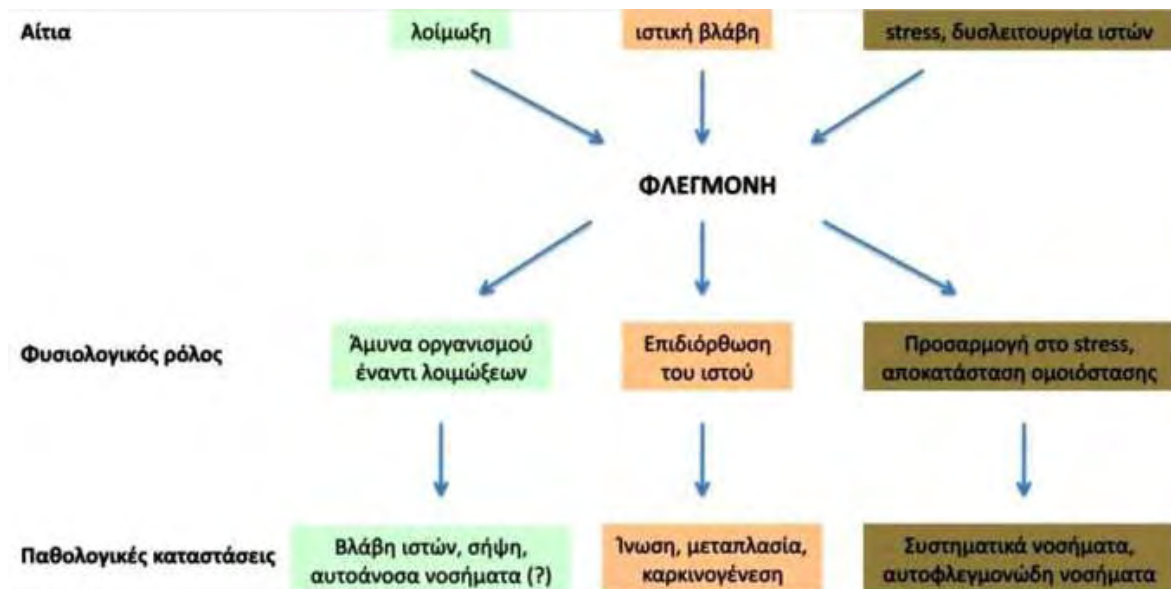 Αίτια
λοίμωξη
ιστική βλάβη
stress, δυσλειτουργία ιστών
ΦΛΕΓΜΟΝΗ
Φυσιολογικός ρόλος
Άμυνα οργανισμού
έναντι λοιμώξεων
Επιδιόρθωση
του ιστού
Προσαρμογή στο stress,
αποκατάσταση ομοιόστασης
Παθολογικές καταστάσεις
Βλάβη ιστών, σήψη,
αυτοάνοσα νοσήματα (?)
Ίνωση, μεταπλασία,
καρκινογένεση
Συστηματικά νοσήματα,
αυτοφλεγμονώδη νοσήματα